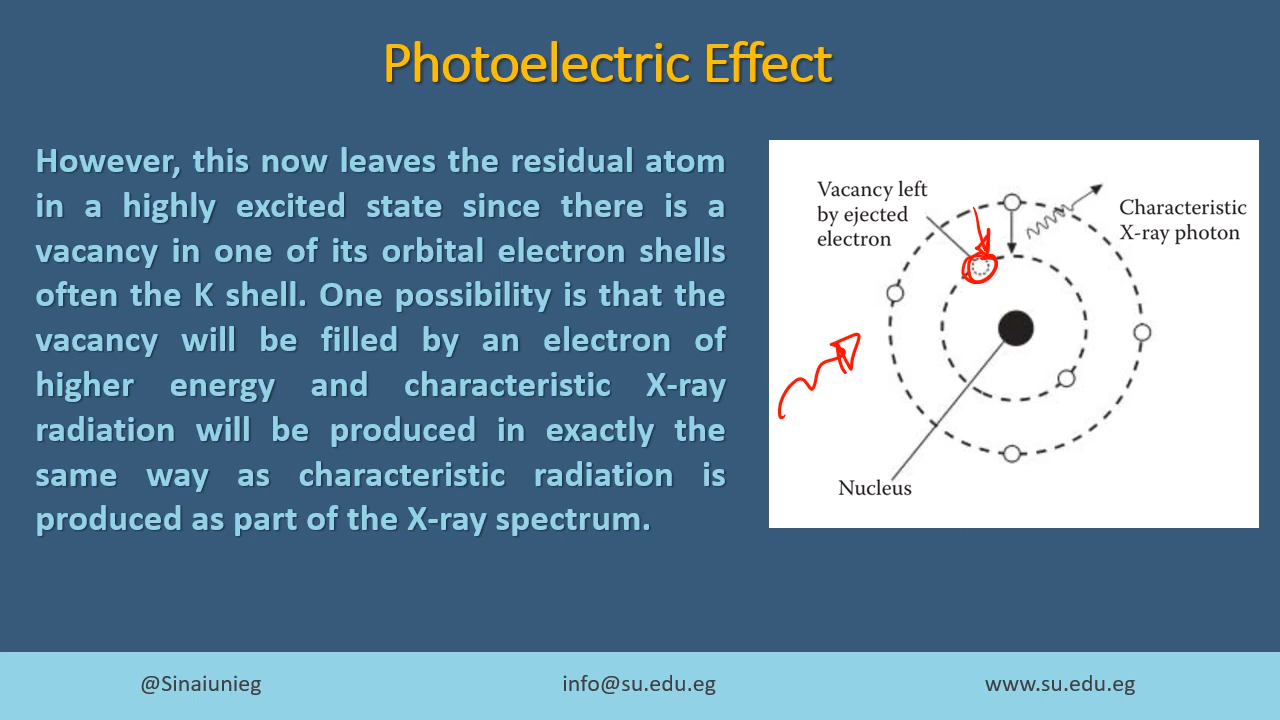 Photoelectric Effect
However, this now leaves the residual atom
in a highly excited state since there is a
vacancy in one of its orbital electron shells
often the K shell. One possibility is that the
vacancy will be filled by an electron of
higher energy and characteristic X-ray
radiation will be produced in exactly the
same way as characteristic radiation is
produced as part of the X-ray spectrum.
Vacancy left
by ejected
electron
Characteristic
X-ray photon
Nucleus
@Sinaiunieg
info@su.edu.eg
www.su.edu.eg